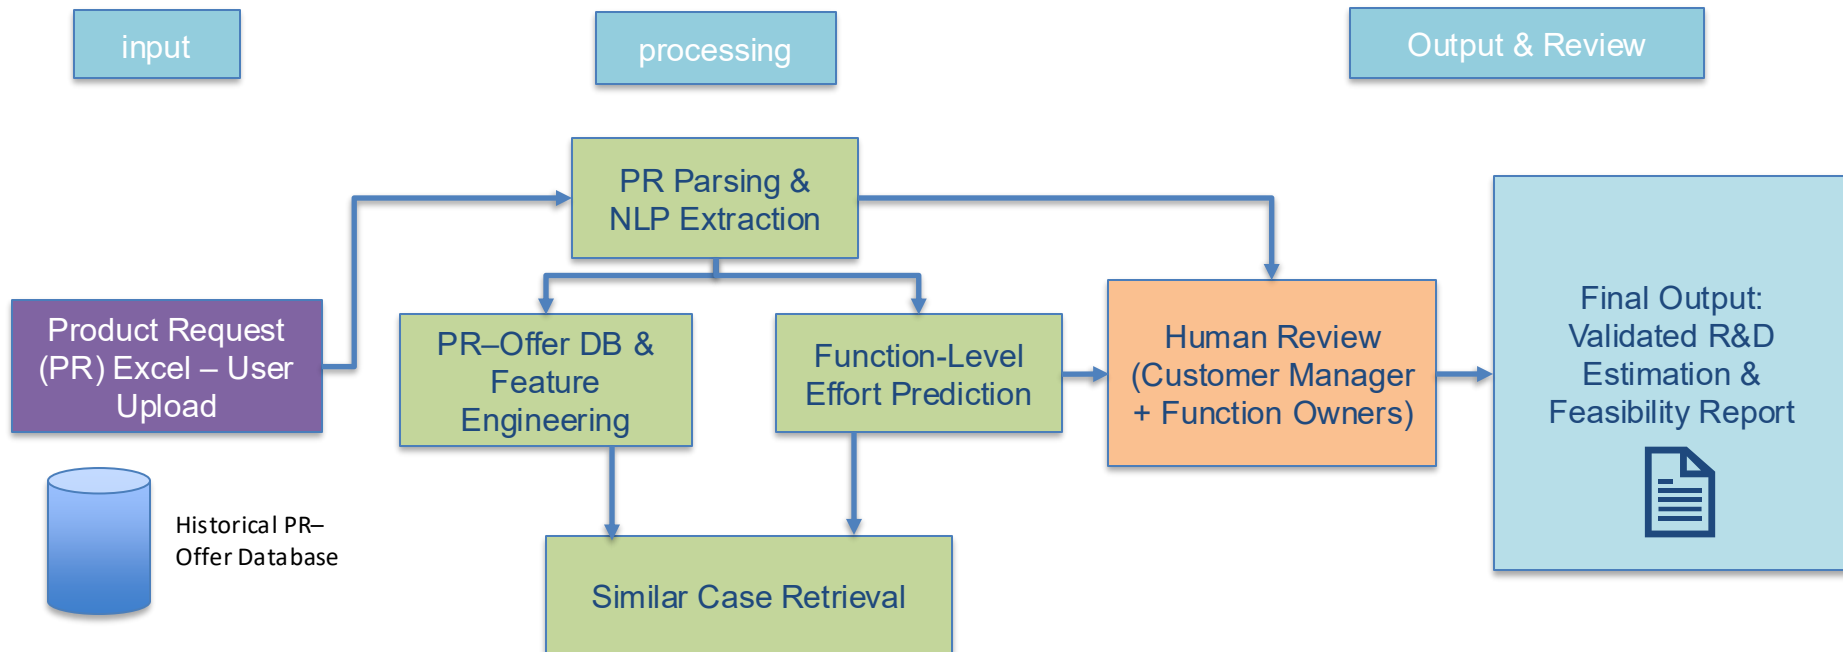 input
processing
Output & Review
PR Parsing &
NLP Extraction
Product Request
(PR) Excel – User
Upload
PR–Offer DB &
Feature
Engineering
Function-Level
Effort Prediction
Human Review
(Customer Manager
+ Function Owners)
Final Output:
Validated R&D
Estimation &
Feasibility Report
Historical PR–
Offer Database
Similar Case Retrieval